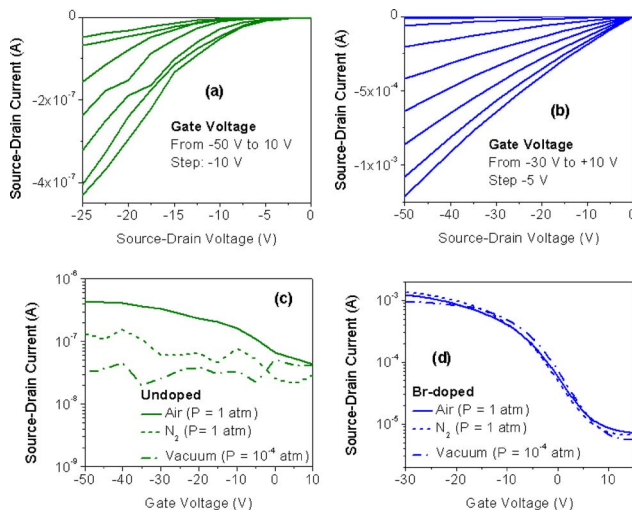 0
-2x10⁻⁷
-4x10⁻⁷
Source-Drain Current (A)
(a)
Gate Voltage
From -50 V to 10 V
Step: -10 V
-25 -20 -15 -10 -5 0
Source-Drain Voltage (V)
0
-5x10⁻⁴
-1x10⁻³
Source-Drain Current (A)
(b)
Gate Voltage
From -30 V to +10 V
Step -5 V
-50 -40 -30 -20 -10 0
Source-Drain Voltage (V)
10⁻⁶
10⁻⁷
10⁻⁸
10⁻⁹
Source-Drain Current (A)
(c)
Undoped
Air (P = 1 atm)
N₂ (P= 1 atm)
Vacuum (P = 10⁻⁴ atm)
-50 -40 -30 -20 -10 0 10
Gate Voltage (V)
10⁻³
10⁻⁴
10⁻⁵
Source-Drain Current (A)
(d)
Br-doped
Air (P = 1 atm)
N₂ (P = 1 atm)
Vacuum (P = 10⁻⁴ atm)
-30 -20 -10 0 10
Gate Voltage (V)